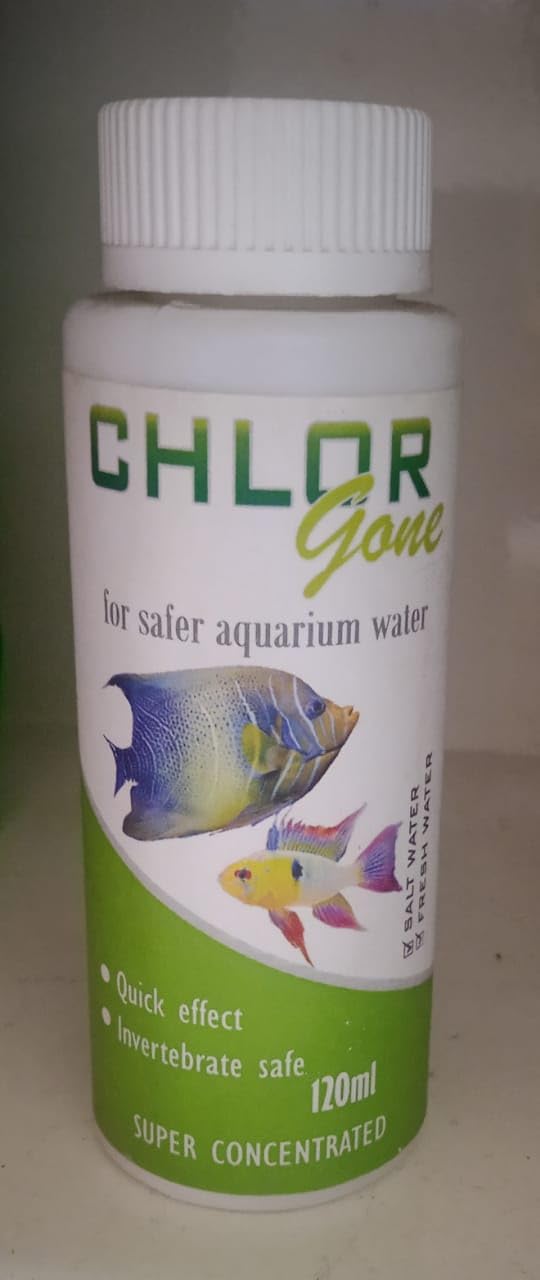 CHLOR
Gone
for safer aquarium water
SALT WATER
FRESH WATER
• Quick effect
• Invertebrate safe
120ml
SUPER CONCENTRATED